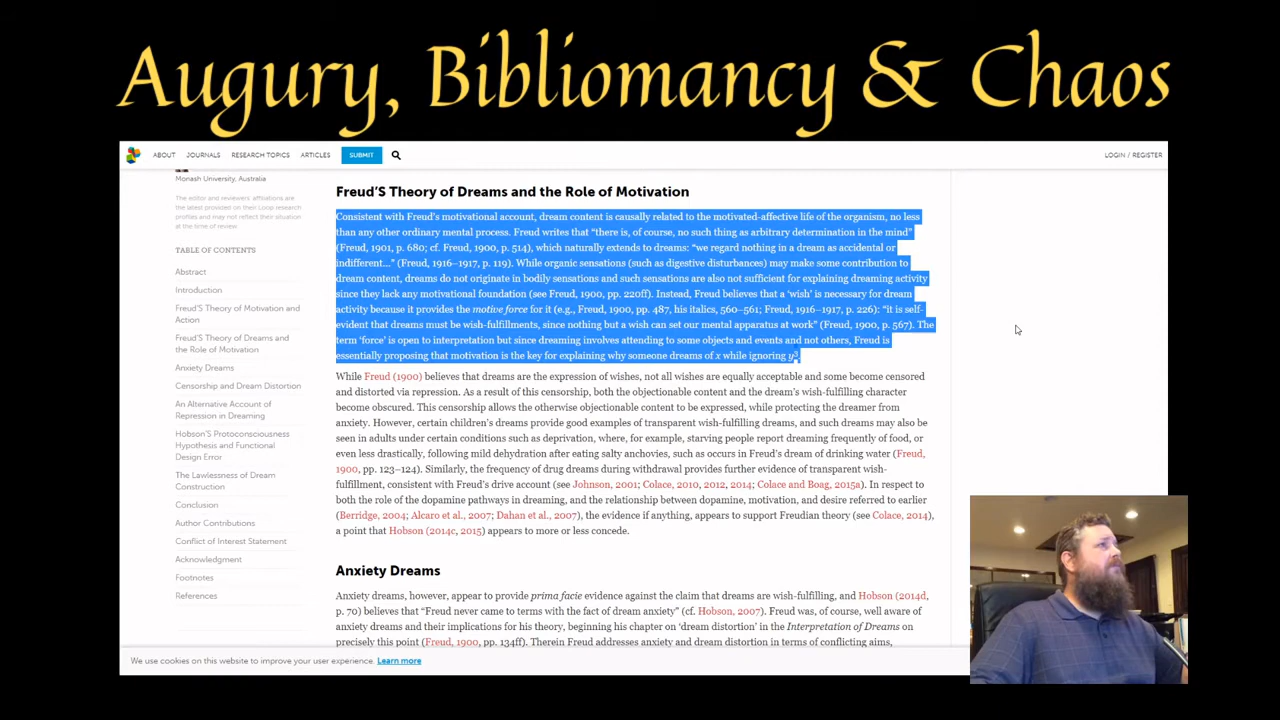 Augury, Bibliomancy & Chaos
ABOUT JOURNALS RESEARCH TOPICS ARTICLES SUBMIT LOGIN / REGISTER
Monash University, Australia
The editor and reviewers' affiliations are
the latest provided on their Loop research
profiles and may not reflect their situation
at the time of review.
TABLE OF CONTENTS
Abstract
Introduction
Freud'S Theory of Motivation and
Action
Freud'S Theory of Dreams and
the Role of Motivation
Anxiety Dreams
Censorship and Dream Distortion
An Alternative Account of
Repression in Dreaming
Hobson'S Protoconsciousness
Hypothesis and Functional
Design Error
The Lawlessness of Dream
Construction
Conclusion
Author Contributions
Conflict of Interest Statement
Acknowledgment
Footnotes
References
Freud'S Theory of Dreams and the Role of Motivation
Consistent with Freud's motivational account, dream content is causally related to the motivated-affective life of the organism, no less
than any other ordinary mental process. Freud writes that “there is, of course, no such thing as arbitrary determination in the mind”
(Freud, 1901, p. 680; cf. Freud, 1900, p. 514), which naturally extends to dreams: “we regard nothing in a dream as accidental or
indifferent...” (Freud, 1916–1917, p. 119). While organic sensations (such as digestive disturbances) may make some contribution to
dream content, dreams do not originate in bodily sensations and such sensations are also not sufficient for explaining dreaming activity
since they lack any motivational foundation (see Freud, 1900, pp. 220ff). Instead, Freud believes that a ‘wish’ is necessary for dream
activity because it provides the motive force for it (e.g., Freud, 1900, pp. 487, his italics, 560–561; Freud, 1916–1917, p. 226): “it is self-
evident that dreams must be wish-fulfillments, since nothing but a wish can set our mental apparatus at work” (Freud, 1900, p. 567). The
term ‘force’ is open to interpretation but since dreaming involves attending to some objects and events and not others, Freud is
essentially proposing that motivation is the key for explaining why someone dreams of x while ignoring y3.
While Freud (1900) believes that dreams are the expression of wishes, not all wishes are equally acceptable and some become censored
and distorted via repression. As a result of this censorship, both the objectionable content and the dream's wish-fulfilling character
become obscured. This censorship allows the otherwise objectionable content to be expressed, while protecting the dreamer from
anxiety. However, certain children's dreams provide good examples of transparent wish-fulfilling dreams, and such dreams may also be
seen in adults under certain conditions such as deprivation, where, for example, starving people report dreaming frequently of food, or
even less drastically, following mild dehydration after eating salty anchovies, such as occurs in Freud's dream of drinking water (Freud,
1900, pp. 123–124). Similarly, the frequency of drug dreams during withdrawal provides further evidence of transparent wish-
fulfillment, consistent with Freud's drive account (see Johnson, 2001; Colace, 2010, 2012, 2014; Colace and Boag, 2015a). In respect to
both the role of the dopamine pathways in dreaming, and the relationship between dopamine, motivation, and desire referred to earlier
(Berridge, 2004; Alcaro et al., 2007; Dahan et al., 2007), the evidence if anything, appears to support Freudian theory (see Colace, 2014),
a point that Hobson (2014c, 2015) appears to more or less concede.
Anxiety Dreams
Anxiety dreams, however, appear to provide prima facie evidence against the claim that dreams are wish-fulfilling, and Hobson (2014d,
p. 70) believes that “Freud never came to terms with the fact of dream anxiety” (cf. Hobson, 2007). Freud was, of course, well aware of
anxiety dreams and their implications for his theory, beginning his chapter on ‘dream distortion’ in the Interpretation of Dreams on
precisely this point (Freud, 1900, pp. 134ff). Therein Freud addresses anxiety and dream distortion in terms of conflicting aims,
We use cookies on this website to improve your user experience. Learn more